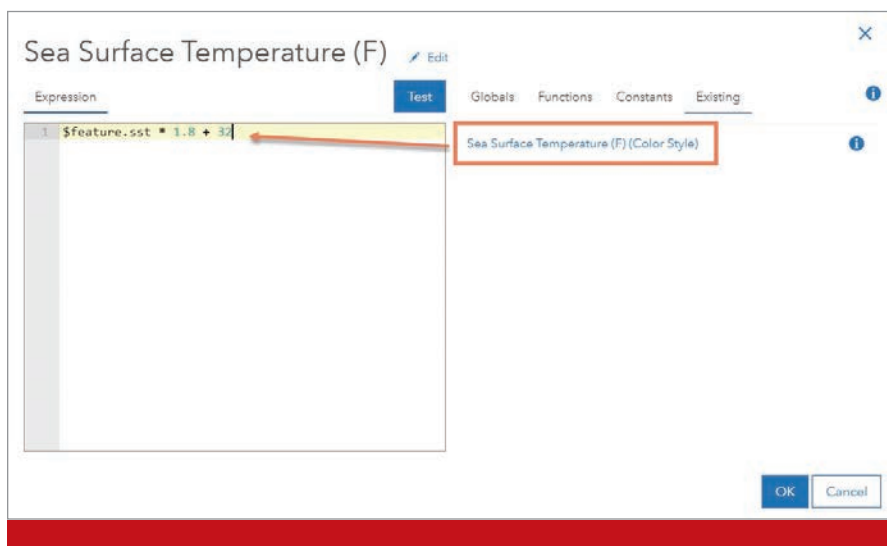 Sea Surface Temperature (F) Edit
Expression Test Globals Functions Constants Existing
1 $feature.sst * 1.8 + 32
Sea Surface Temperature (F) (Color Style)
OK Cancel